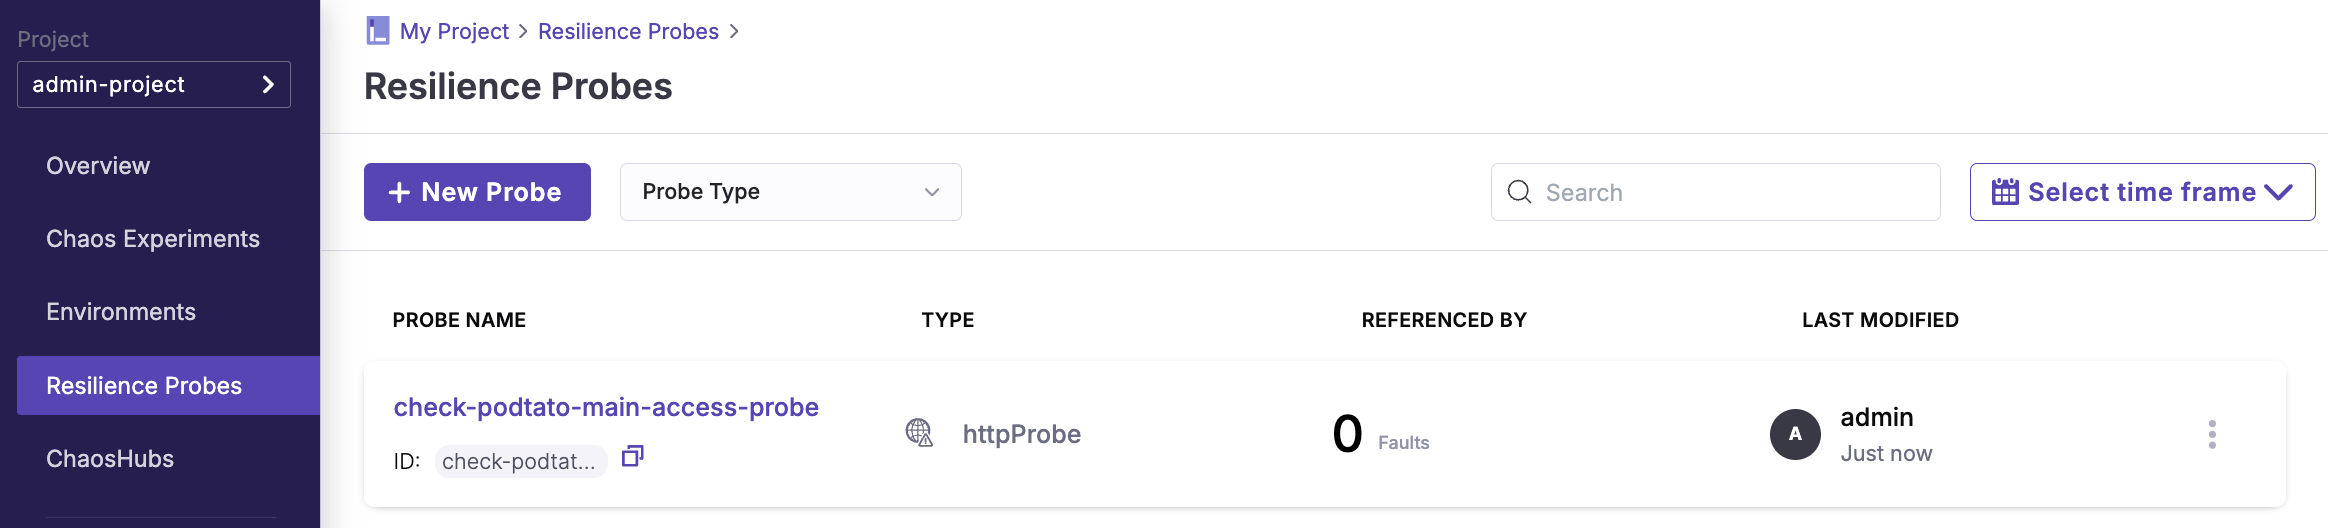 Project
admin-project
Overview
Chaos Experiments
Environments
Resilience Probes
ChaosHubs
My Project > Resilience Probes >
Resilience Probes
+ New Probe
Probe Type
Search
Select time frame
PROBE NAME TYPE REFERENCED BY LAST MODIFIED
check-podtato-main-access-probe
ID: check-podtat...
httpProbe
0 Faults
A
admin
Just now